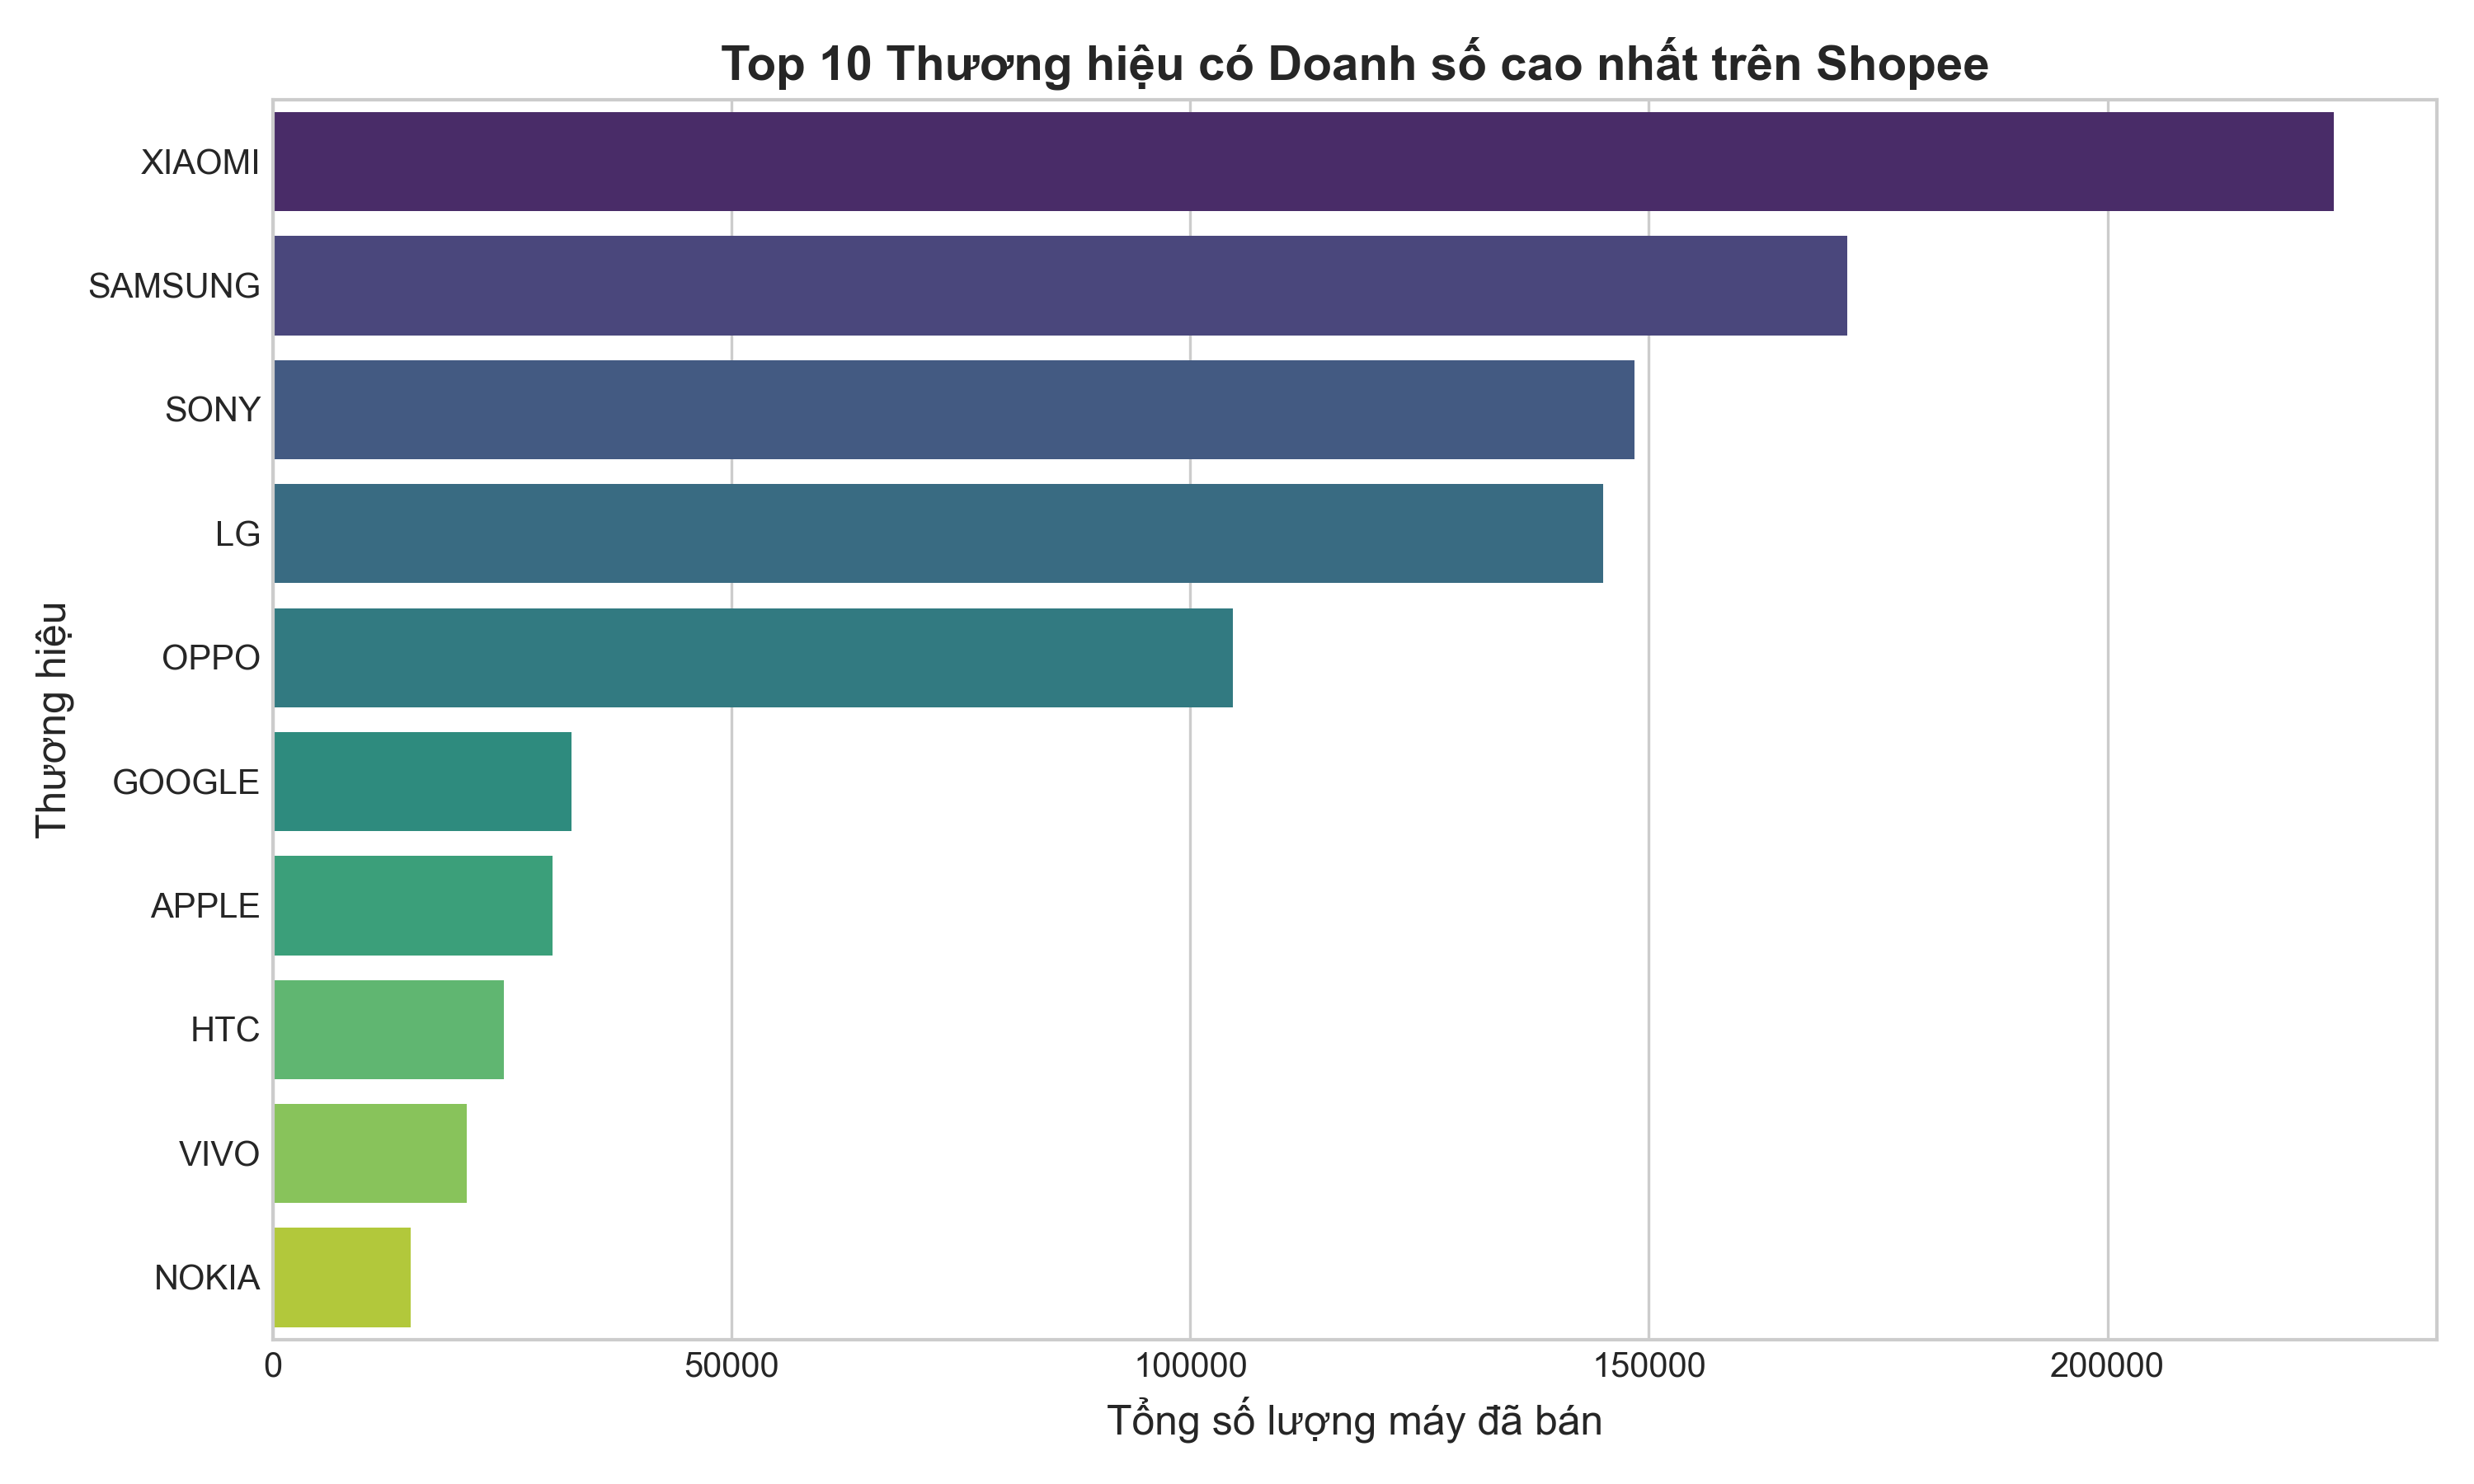 Top 10 Thương hiệu có Doanh số cao nhất trên Shopee
Thương hiệu
XIAOMI
SAMSUNG
SONY
LG
OPPO
GOOGLE
APPLE
HTC
VIVO
NOKIA
0 50000 100000 150000 200000
Tổng số lượng máy đã bán